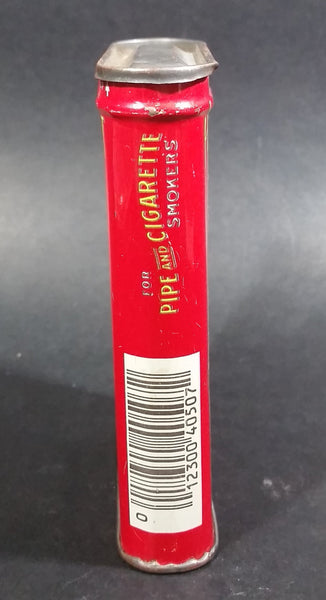 FOR
PIPE AND CIGARETTE
SMOKERS
0 12300 40507